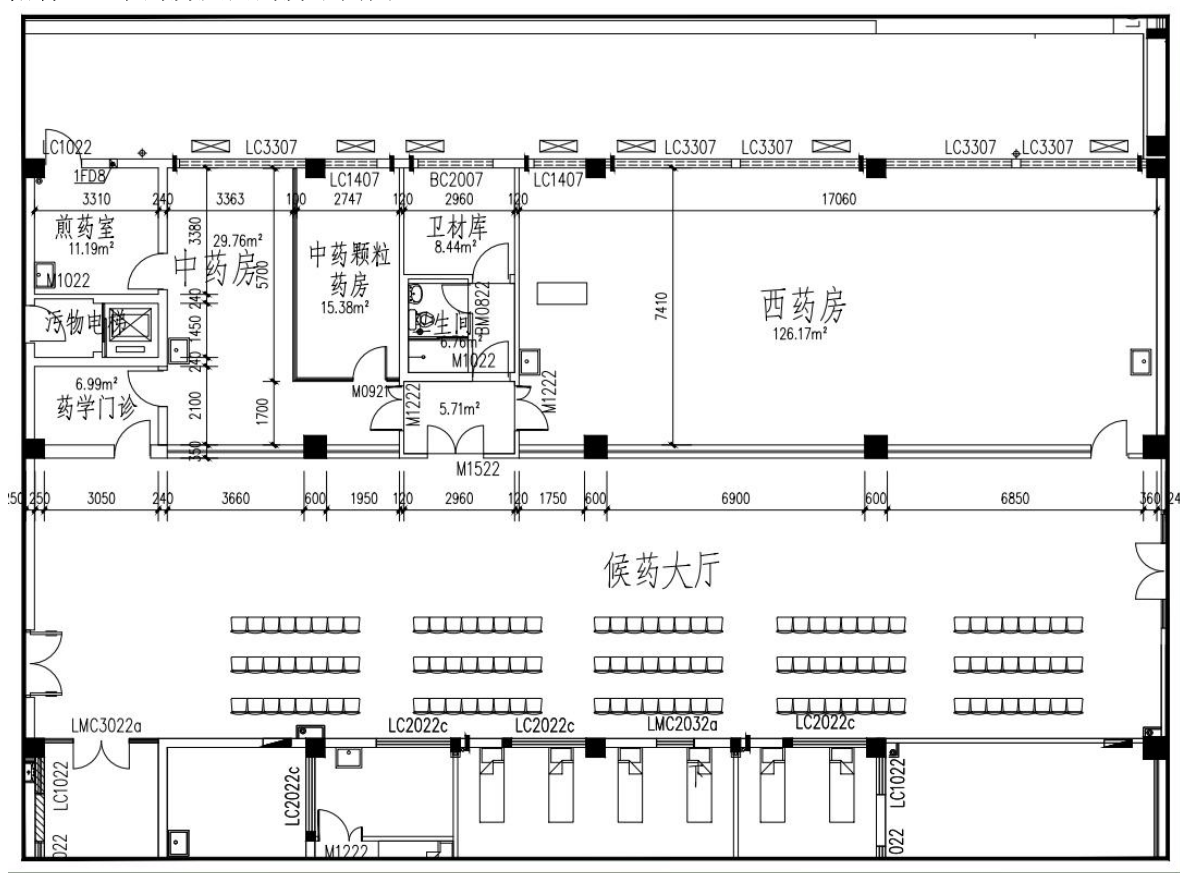 LC1022
LC3307
LC3307
LC3307
LC3307
LC3307
1FD8
LC1407
BC2007
LC1407
3310
240
3363
100
2747
120
2960
120
17060
煎药室
11.19m²
3380
29.76m²
中药房
5700
中药颗粒
药房
15.38m²
卫材库
8.44m²
M1022
240
污物电梯
1450
240
生间
6.76m²
BM0822
M1022
7410
西药房
126.17m²
6.99m²
药学门诊
2100
1700
350
M0921
M1222
5.71m²
M1222
M1522
250
3050
240
3660
600
1950
120
2960
120
1750
600
6900
600
6850
360
候药大厅
LMC3022a
LC2022c
LC2022c
LMC2032a
LC2022c
LC1022
LC2022c
LC1022
M1222